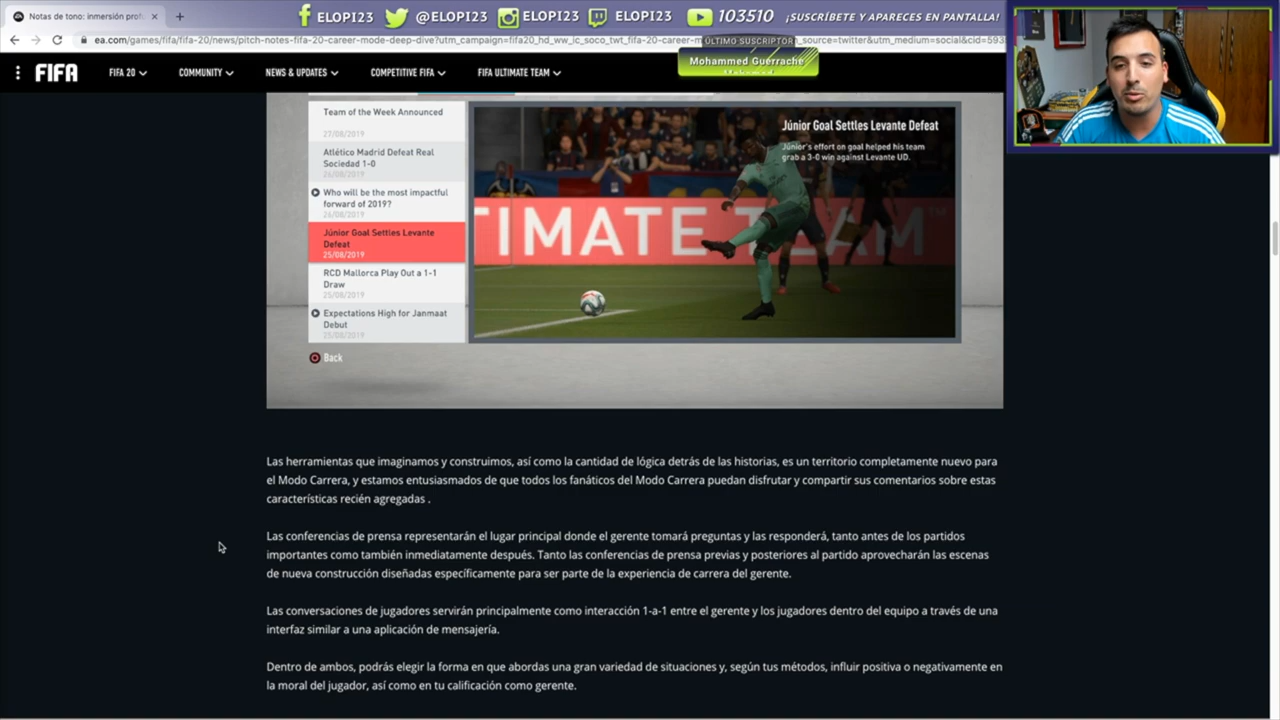 Notas de tono: inmersión prof
ELOPI23
@ELOPI23
ELOPI23
ELOPI23
103510
¡SUSCRÍBETE Y APARECES EN PANTALLA!
ea.com/games/fifa/fifa-20/news/pitch-notes-fifa-20-career-mode-deep-dive?utm_campaign=fifa20_hd_ww_ic_soco_twt_fifa-20-career-m
a_source=twitter&utm_medium=social&cid=593
ÚLTIMO SUSCRIPTOR
Mohammed Guerrache
FIFA
FIFA 20
COMMUNITY
NEWS & UPDATES
COMPETITIVE FIFA
FIFA ULTIMATE TEAM
Team of the Week Announced
27/08/2019
Atlético Madrid Defeat Real
Sociedad 1-0
26/08/2019
Who will be the most impactful
forward of 2019?
26/08/2019
Júnior Goal Settles Levante
Defeat
25/08/2019
RCD Mallorca Play Out a 1-1
Draw
25/08/2019
Expectations High for Janmaat
Debut
25/08/2019
Júnior Goal Settles Levante Defeat
Júnior's effort on goal helped his team
grab a 3-0 win against Levante UD.
TIMATE TEAM
Back
Las herramientas que imaginamos y construimos, así como la cantidad de lógica detrás de las historias, es un territorio completamente nuevo para
el Modo Carrera, y estamos entusiasmados de que todos los fanáticos del Modo Carrera puedan disfrutar y compartir sus comentarios sobre estas
características recién agregadas .
Las conferencias de prensa representarán el lugar principal donde el gerente tomará preguntas y las responderá, tanto antes de los partidos
importantes como también inmediatamente después. Tanto las conferencias de prensa previas y posteriores al partido aprovecharán las escenas
de nueva construcción diseñadas específicamente para ser parte de la experiencia de carrera del gerente.
Las conversaciones de jugadores servirán principalmente como interacción 1-a-1 entre el gerente y los jugadores dentro del equipo a través de una
interfaz similar a una aplicación de mensajería.
Dentro de ambos, podrás elegir la forma en que abordas una gran variedad de situaciones y, según tus métodos, influir positiva o negativamente en
la moral del jugador, así como en tu calificación como gerente.